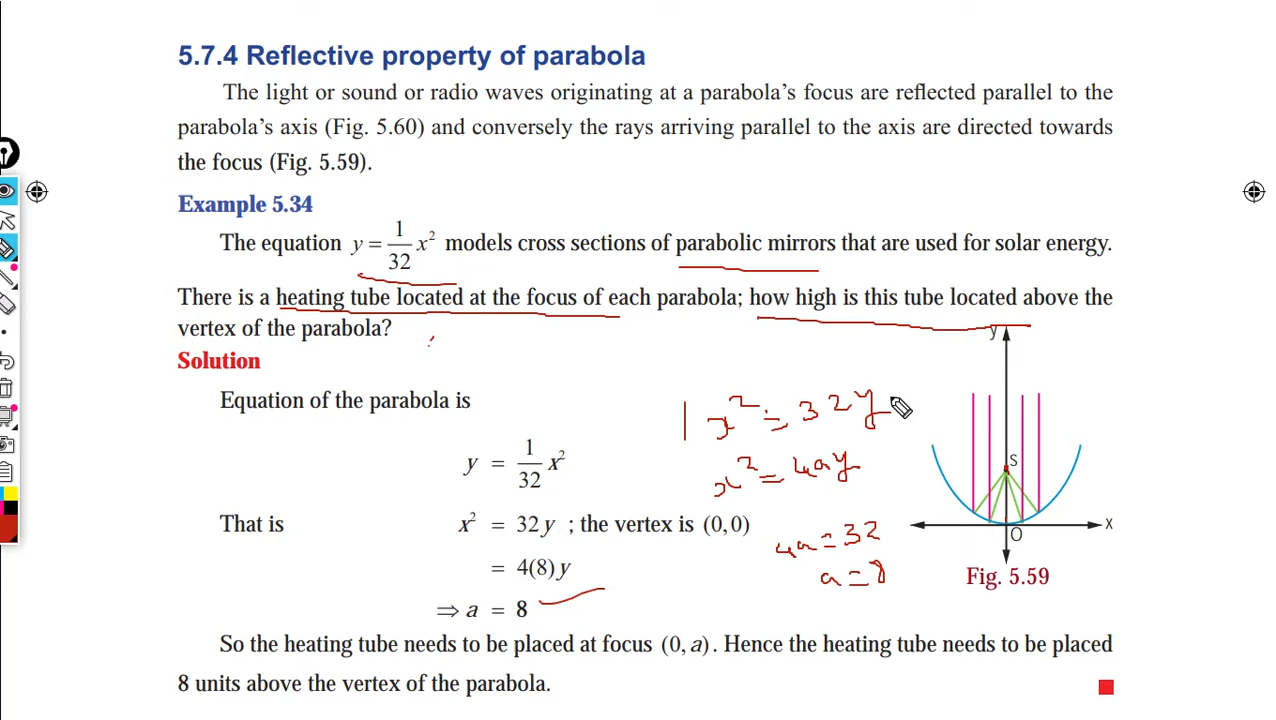 5.7.4 Reflective property of parabola
The light or sound or radio waves originating at a parabola's focus are reflected parallel to the
parabola's axis (Fig. 5.60) and conversely the rays arriving parallel to the axis are directed towards
the focus (Fig. 5.59).
Example 5.34
The equation y = 1/32 x² models cross sections of parabolic mirrors that are used for solar energy.
There is a heating tube located at the focus of each parabola; how high is this tube located above the
vertex of the parabola?
Solution
Equation of the parabola is
y = 1/32 x²
That is x² = 32y ; the vertex is (0,0)
= 4(8)y
⇒ a = 8
x² = 32y
x² = 4ay
4a = 32
a = 8
y
S
O
x
Fig. 5.59
So the heating tube needs to be placed at focus (0, a). Hence the heating tube needs to be placed
8 units above the vertex of the parabola.